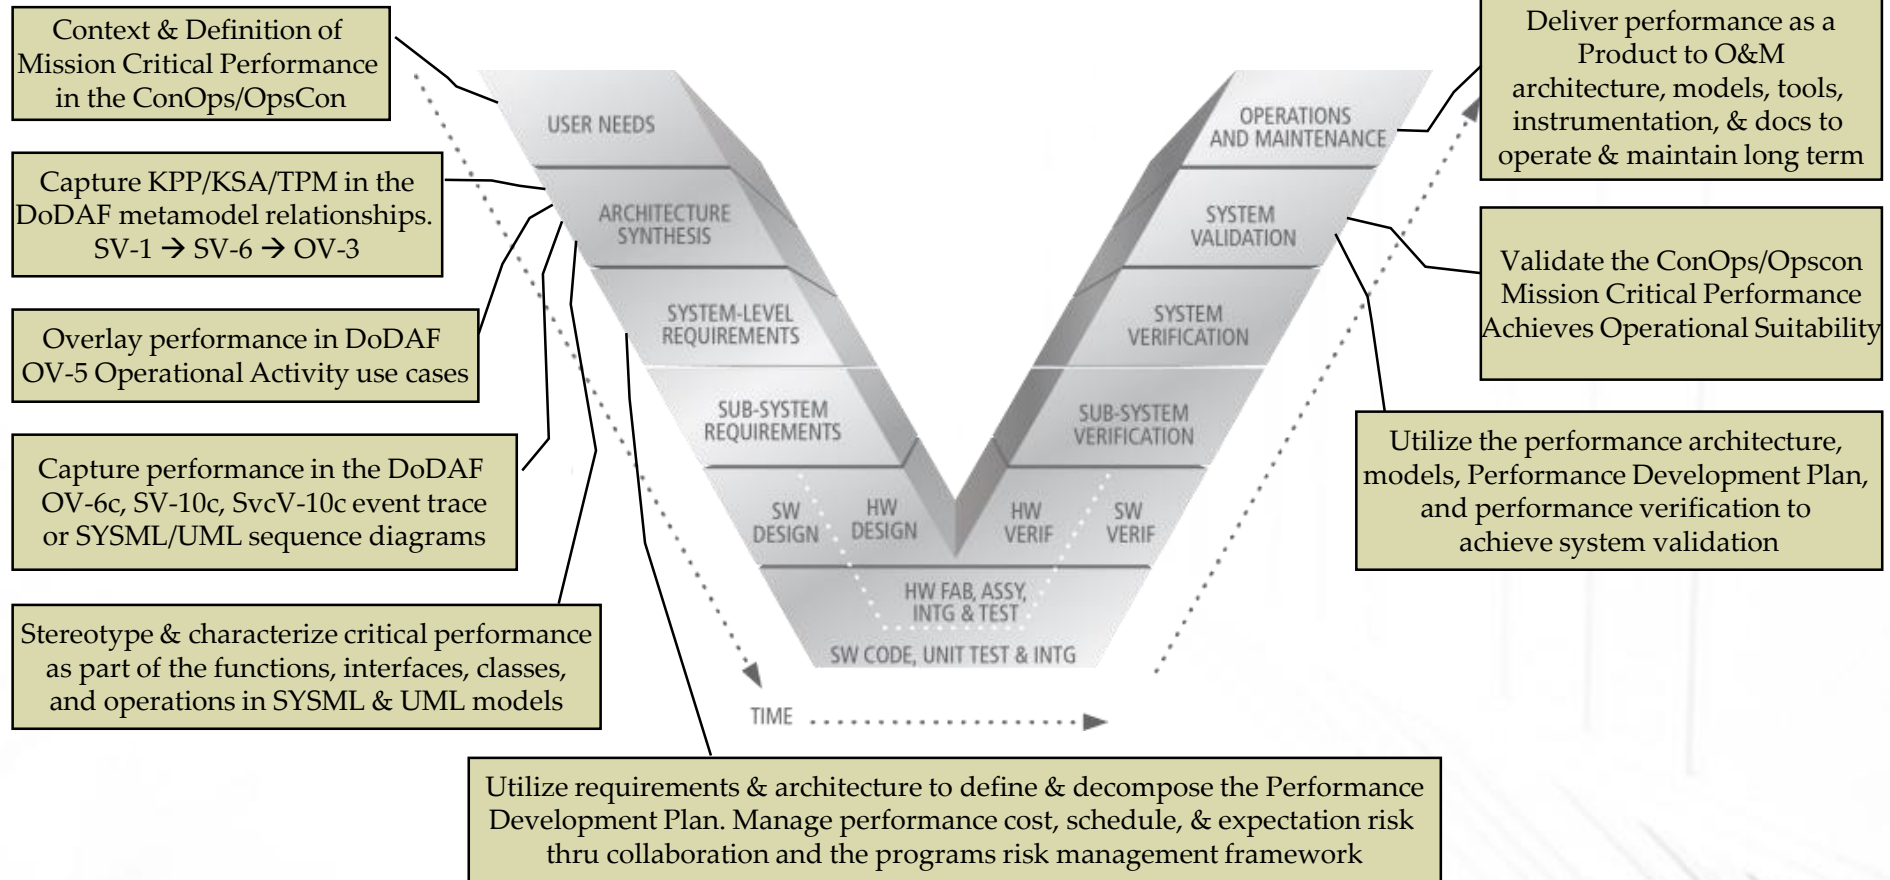 Context & Definition of
Mission Critical Performance
in the ConOps/OpsCon
Capture KPP/KSA/TPM in the
DoDAF metamodel relationships.
SV-1 → SV-6 → OV-3
Overlay performance in DoDAF
OV-5 Operational Activity use cases
Capture performance in the DoDAF
OV-6c, SV-10c, SvcV-10c event trace
or SYSML/UML sequence diagrams
Stereotype & characterize critical performance
as part of the functions, interfaces, classes,
and operations in SYSML & UML models
USER NEEDS
ARCHITECTURE
SYNTHESIS
SYSTEM-LEVEL
REQUIREMENTS
SUB-SYSTEM
REQUIREMENTS
SW
DESIGN
HW
DESIGN
HW
VERIF
SW
VERIF
HW FAB, ASSY,
INTG & TEST
SW CODE, UNIT TEST & INTG
SUB-SYSTEM
VERIFICATION
SYSTEM
VERIFICATION
SYSTEM
VALIDATION
OPERATIONS
AND MAINTENANCE
TIME
Deliver performance as a
Product to O&M
architecture, models, tools,
instrumentation, & docs to
operate & maintain long term
Validate the ConOps/Opscon
Mission Critical Performance
Achieves Operational Suitability
Utilize the performance architecture,
models, Performance Development Plan,
and performance verification to
achieve system validation
Utilize requirements & architecture to define & decompose the Performance
Development Plan. Manage performance cost, schedule, & expectation risk
thru collaboration and the programs risk management framework